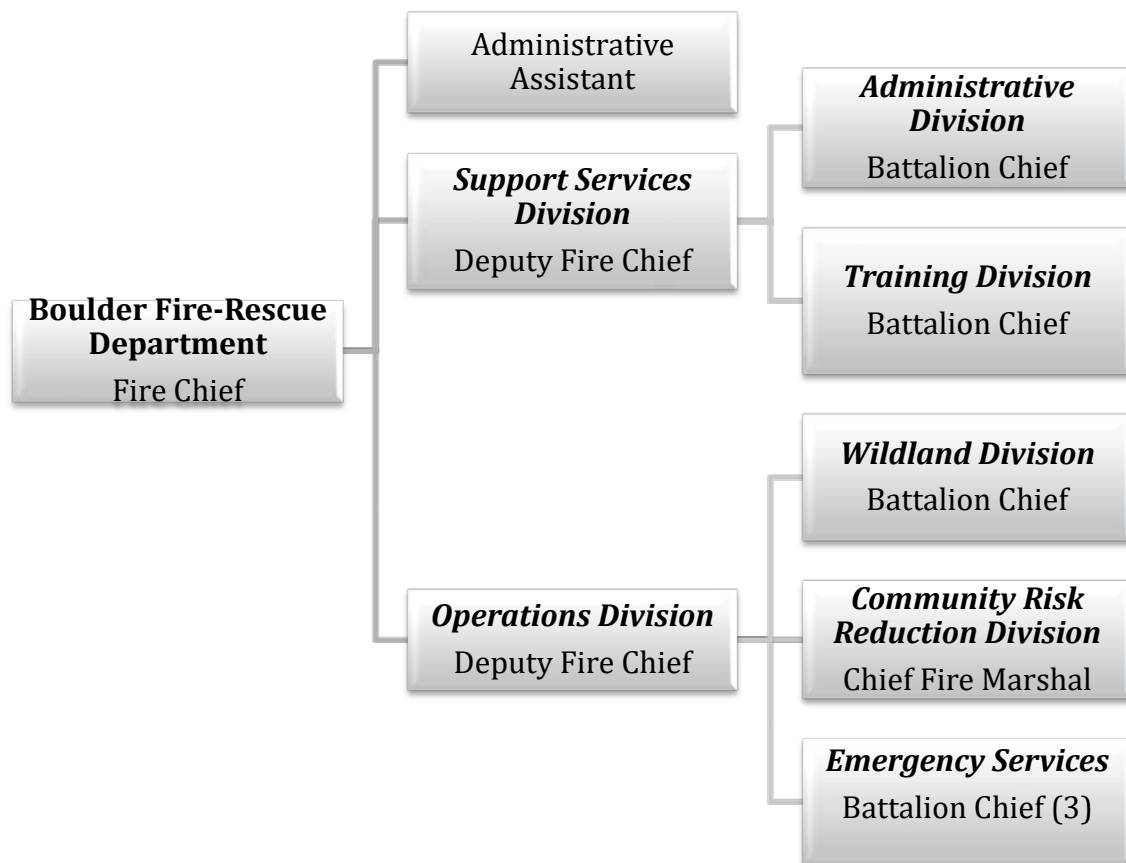 Administrative
Assistant
Support Services
Division
Deputy Fire Chief
Administrative
Division
Battalion Chief
Training Division
Battalion Chief
Boulder Fire-Rescue
Department
Fire Chief
Operations Division
Deputy Fire Chief
Wildland Division
Battalion Chief
Community Risk
Reduction Division
Chief Fire Marshal
Emergency Services
Battalion Chief (3)